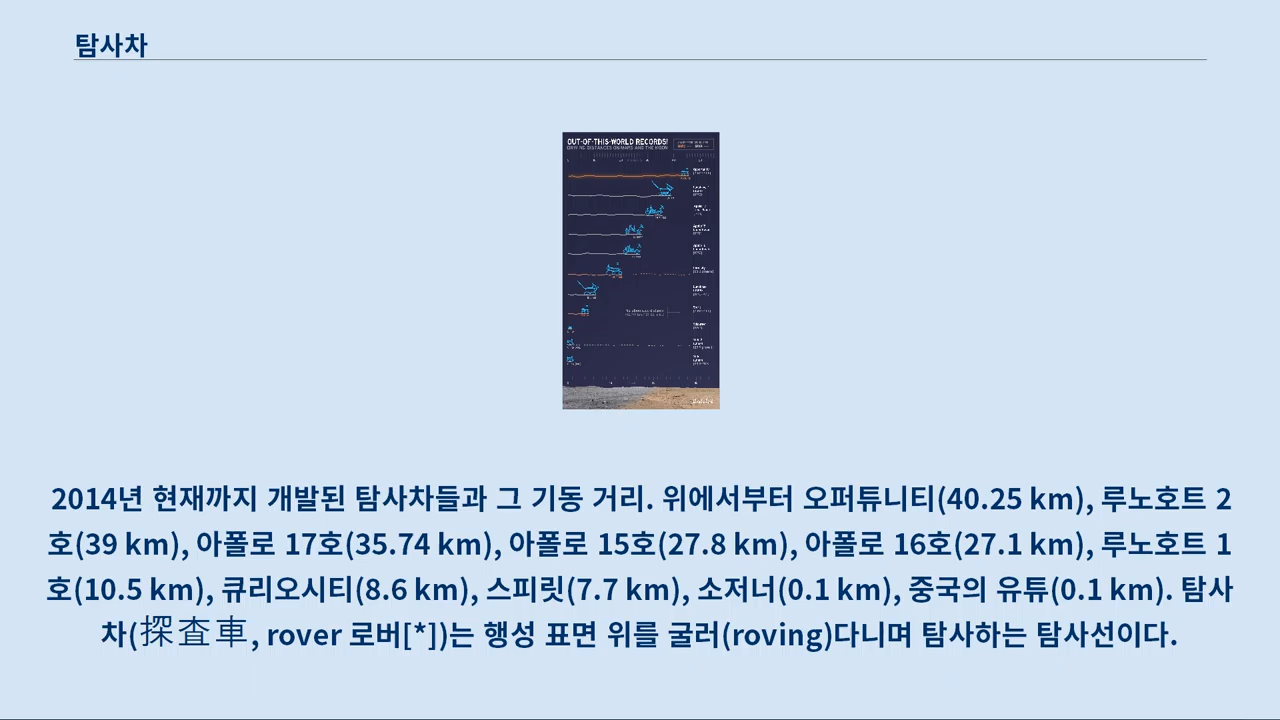 탐사차
OUT-OF-THIS-WORLD RECORDS!
DRIVING DISTANCES ON MARS AND THE MOON
2014년 현재까지 개발된 탐사차들과 그 기동 거리. 위에서부터 오퍼튜니티(40.25 km), 루노호트 2
호(39 km), 아폴로 17호(35.74 km), 아폴로 15호(27.8 km), 아폴로 16호(27.1 km), 루노호트 1
호(10.5 km), 큐리오시티(8.6 km), 스피릿(7.7 km), 소저너(0.1 km), 중국의 유튜(0.1 km). 탐사
차(探査車, rover 로버[*])는 행성 표면 위를 굴러(roving)다니며 탐사하는 탐사선이다.